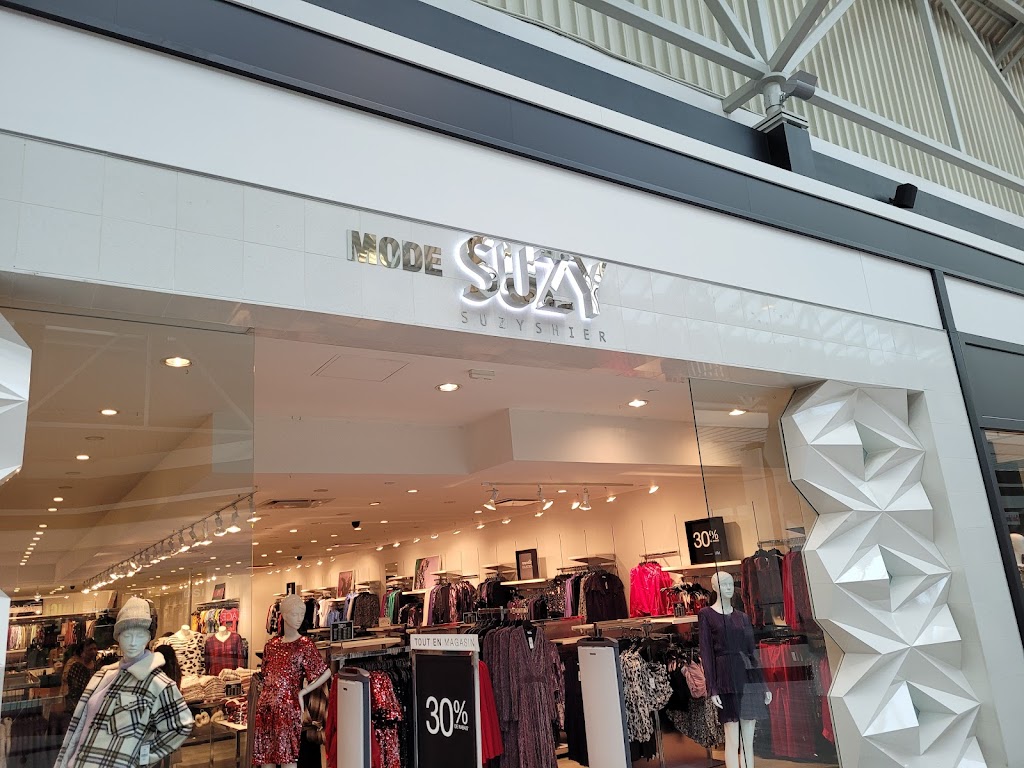 MODE SUZY
SUZYSHIER
30%
TOUT EN MAGASIN
30%